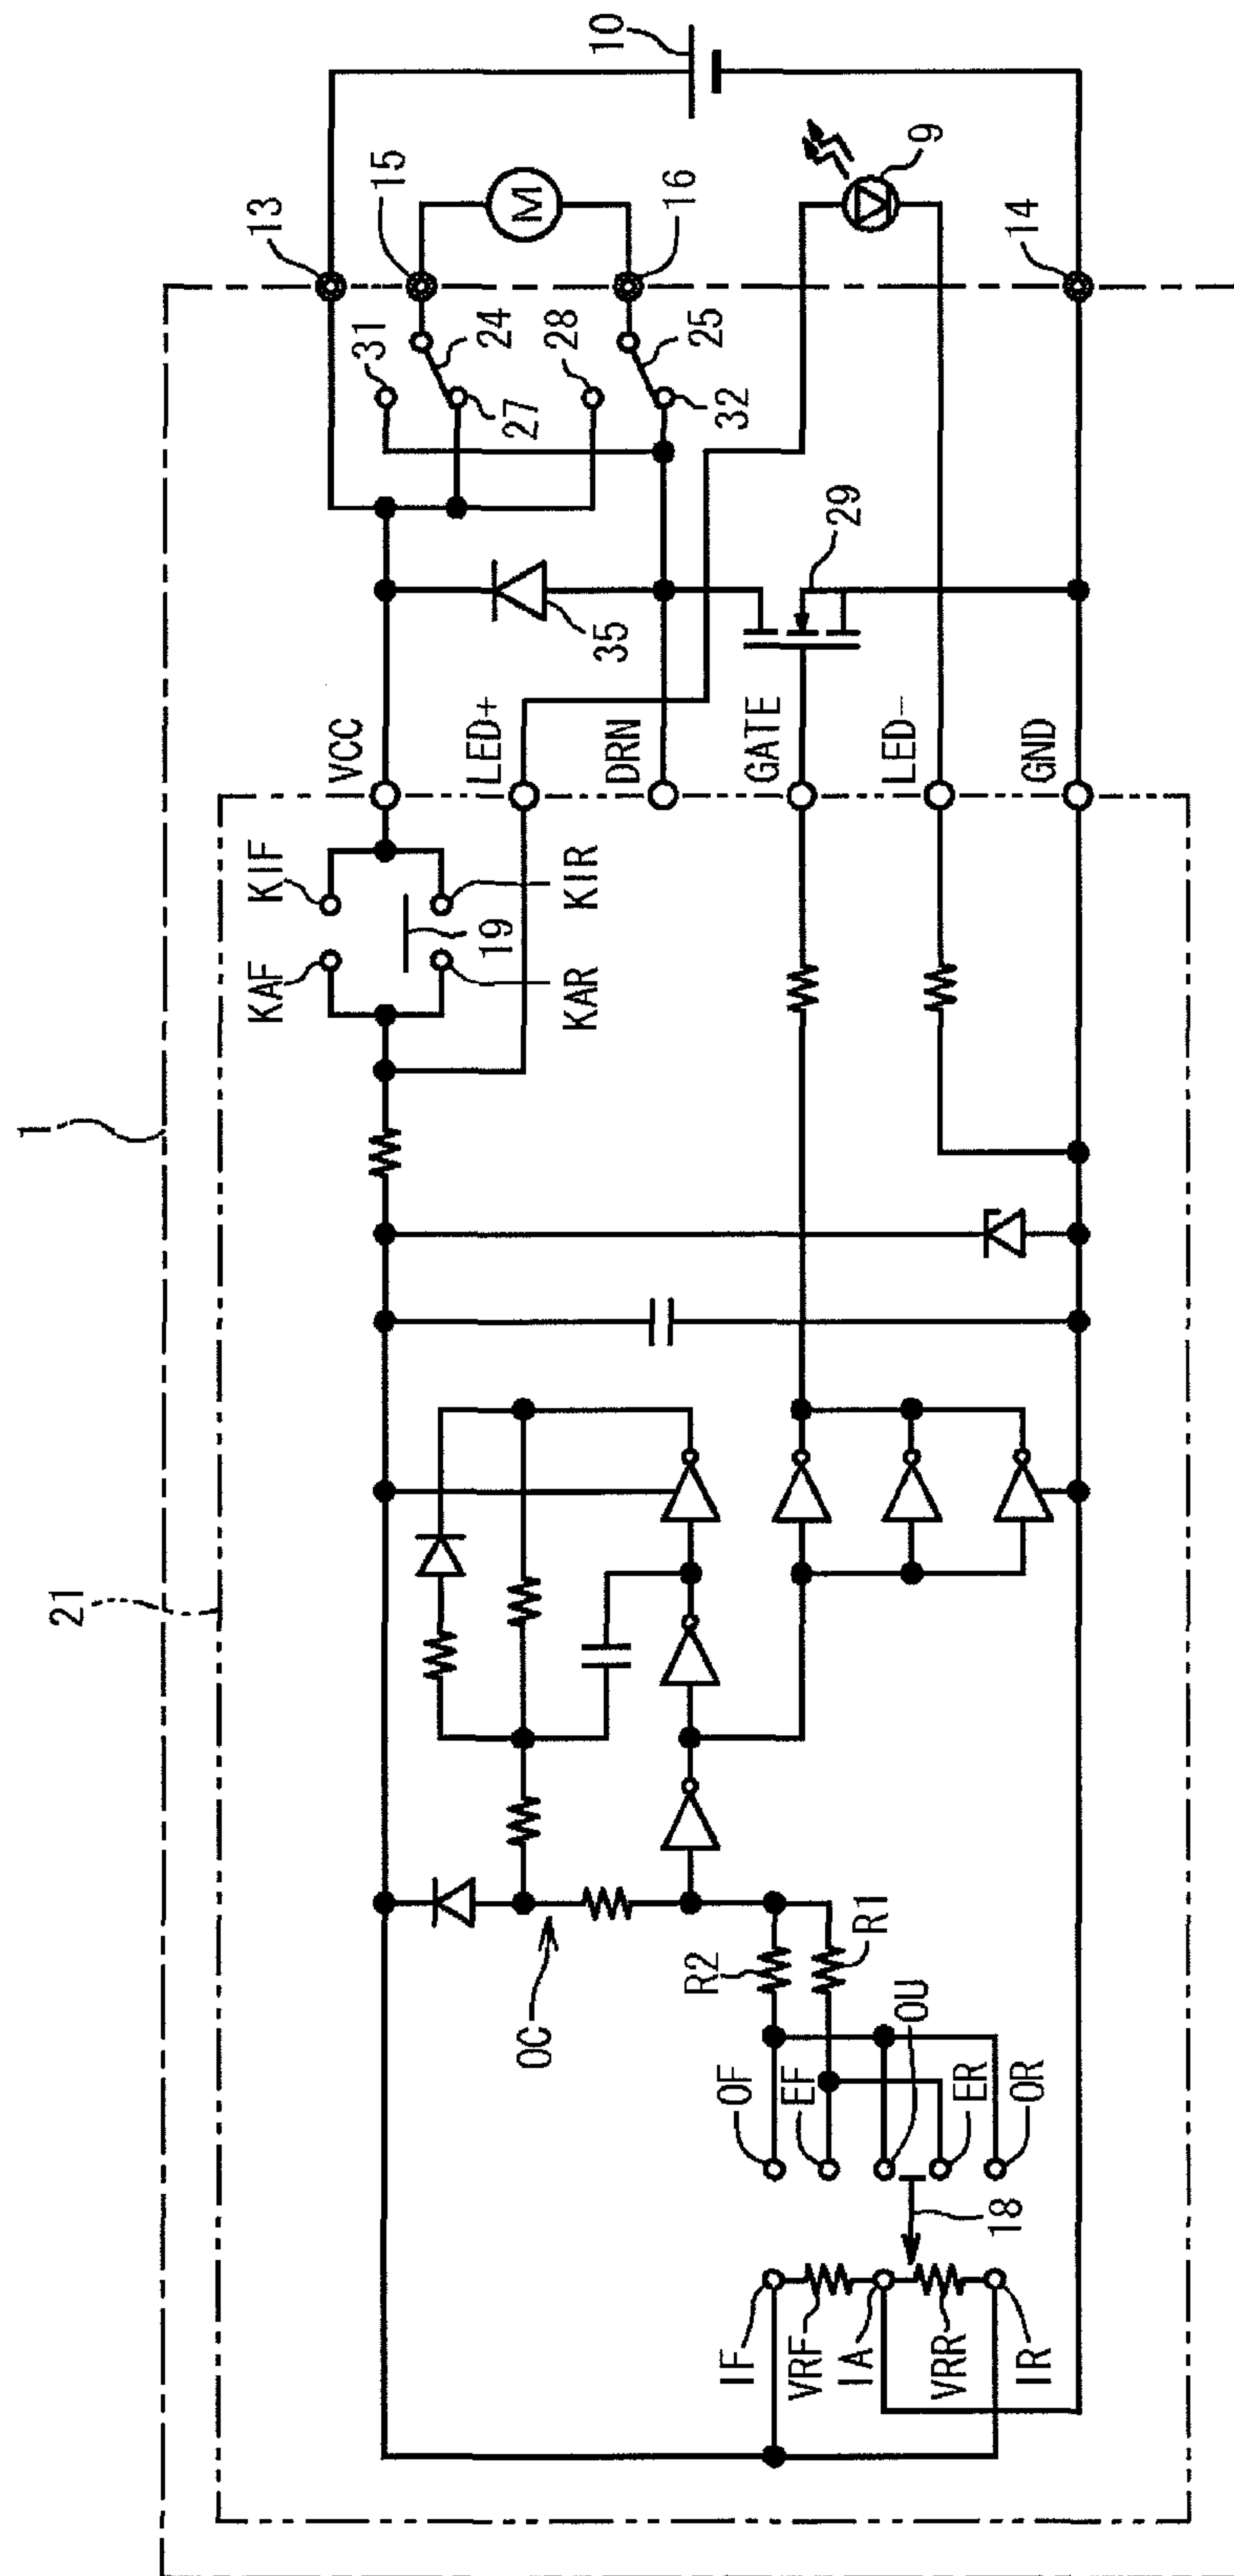 1
21
10
13
15
M
16
9
14
31
24
27
28
25
32
29
35
VCC
LED+
DRN
GATE
LED-
GND
KIF
KAF
19
KIR
KAR
OC
R2
R1
OF
EF
OU
ER
OR
18
IF
VRF
IA
VRR
IR